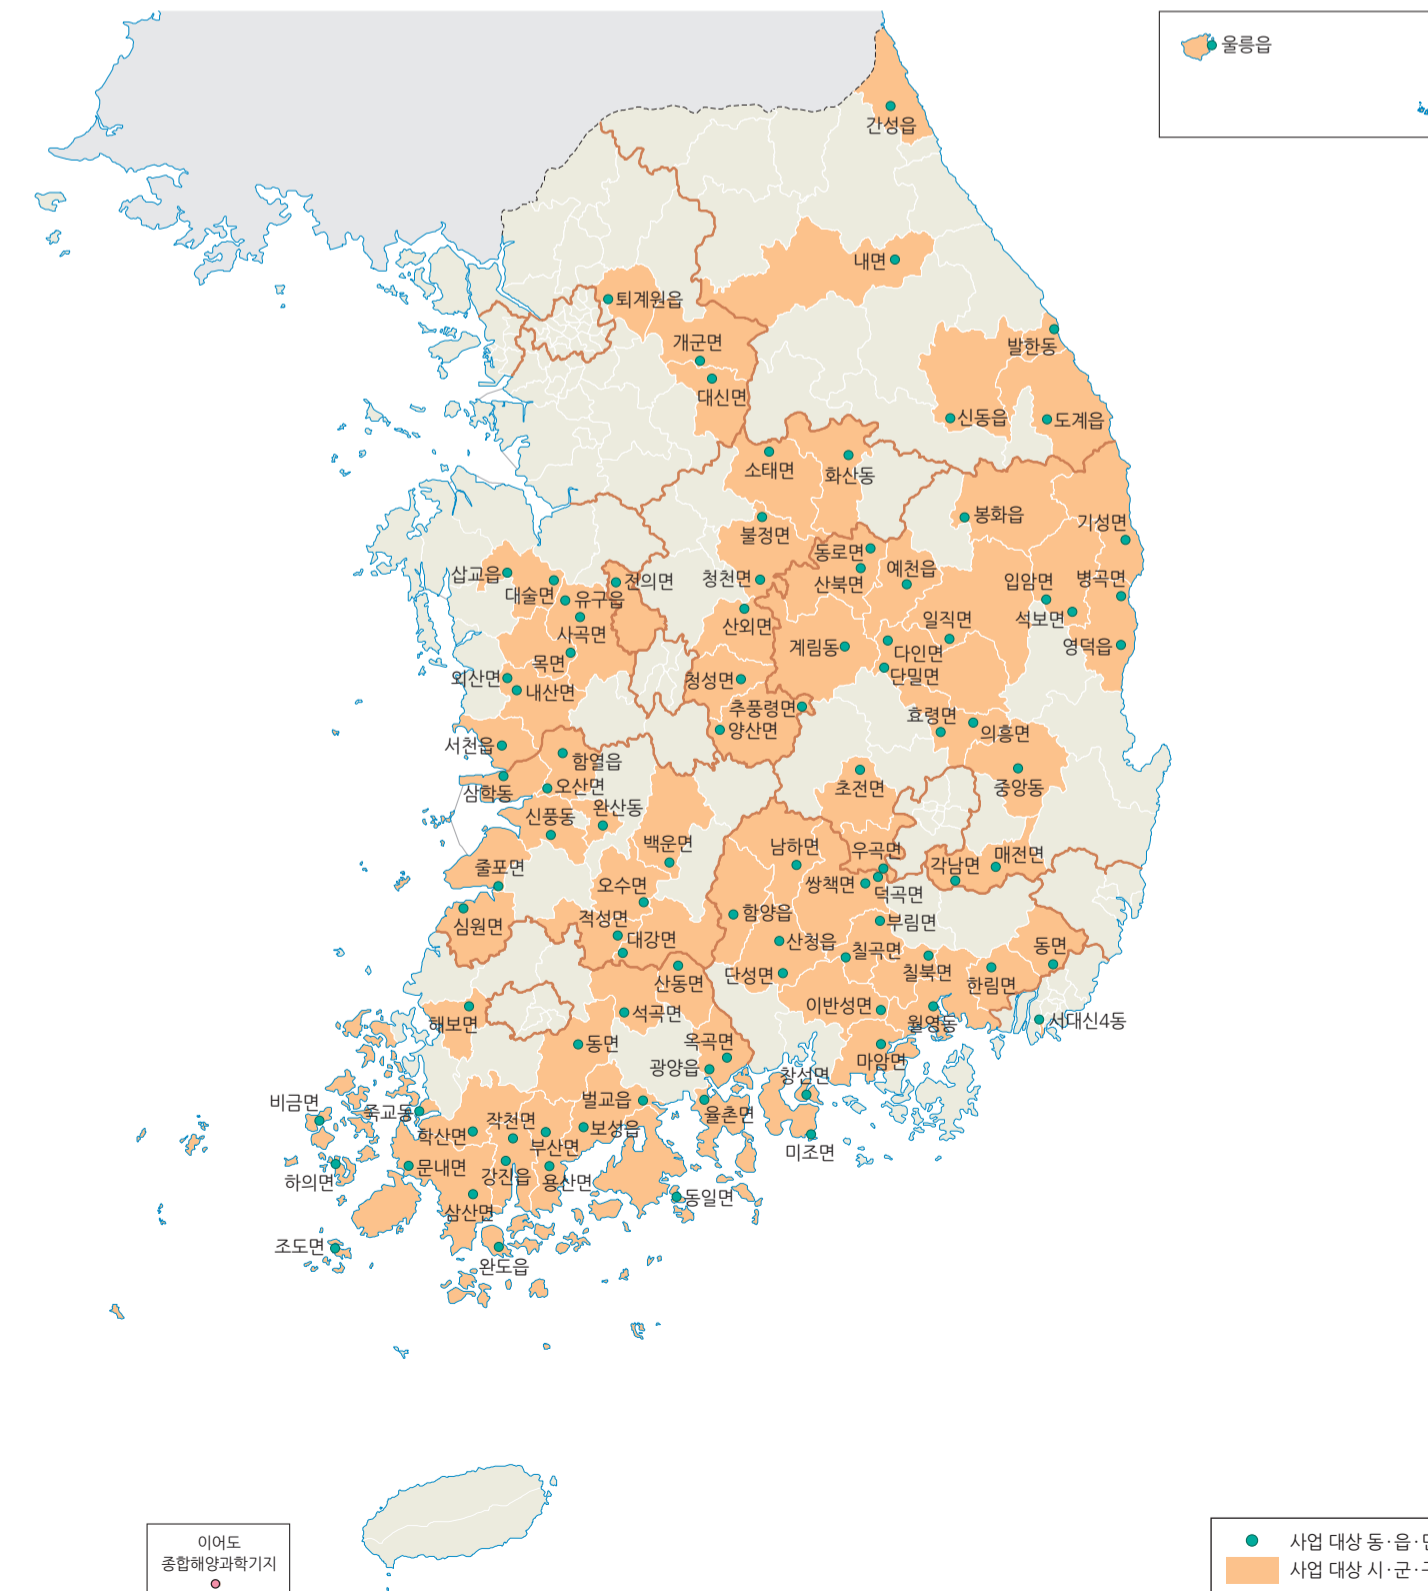 울릉읍
간성읍
내면
퇴계원읍
개군면
대신면
발한동
신동읍
도계읍
소태면
화산동
봉화읍
기성면
불정면
동로면
산북면
예천읍
삽교읍
대술면
유구읍
전의면
청천면
입암면
병곡면
석보면
산외면
사곡면
일직면
계림동
다인면
영덕읍
목면
단밀면
외산면
내산면
청성면
추풍령면
양산면
효령면
의흥면
서천읍
함열읍
중앙동
삼학동
오산면
초전면
신풍동
완산동
백운면
남하면
우곡면
각남면
매전면
줄포면
오수면
쌍책면
덕곡면
심원면
적성면
함양읍
부림면
대강면
산청읍
칠곡면
동면
산동면
단성면
칠북면
한림면
해보면
석곡면
이반성면
월영동
서대신4동
동면
옥곡면
광양읍
마암면
창선면
비금면
죽교동
벌교읍
율촌면
학산면
작천면
부산면
보성읍
미조면
하의면
문내면
강진읍
용산면
삼산면
동일면
조도면
완도읍
이어도
종합해양과학기지
사업 대상 동·읍·면
사업 대상 시·군·구